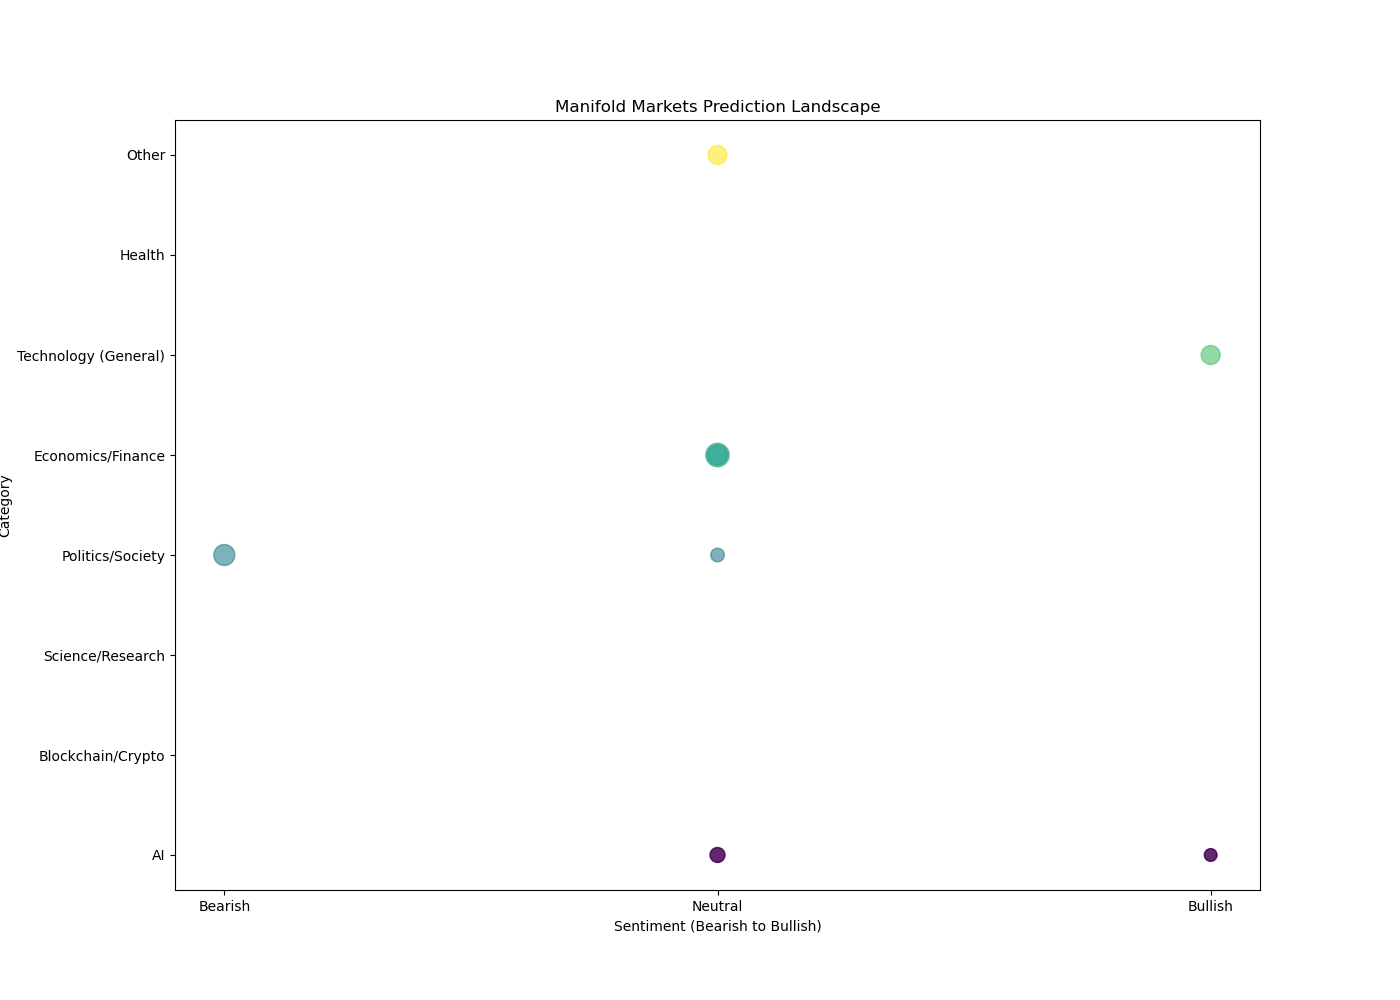 Manifold Markets Prediction Landscape
Other
Health
Technology (General)
Economics/Finance
Politics/Society
Science/Research
Blockchain/Crypto
AI
Category
Bearish
Neutral
Bullish
Sentiment (Bearish to Bullish)